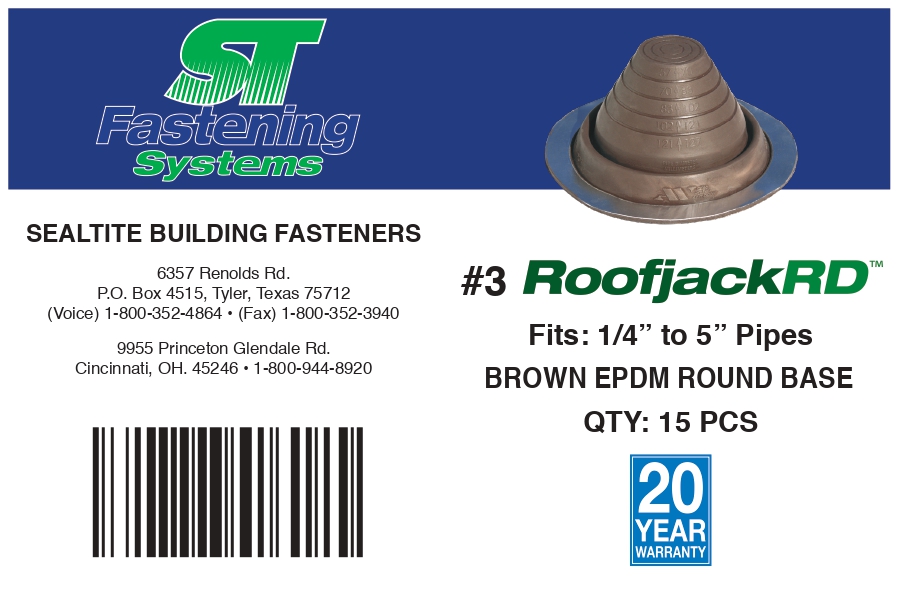 ST
Fastening
Systems
SEALTITE BUILDING FASTENERS
6357 Renolds Rd.
P.O. Box 4515, Tyler, Texas 75712
(Voice) 1-800-352-4864 • (Fax) 1-800-352-3940
9955 Princeton Glendale Rd.
Cincinnati, OH. 45246 • 1-800-944-8920
#3 RoofjackRD™
Fits: 1/4” to 5” Pipes
BROWN EPDM ROUND BASE
QTY: 15 PCS
20
YEAR
WARRANTY